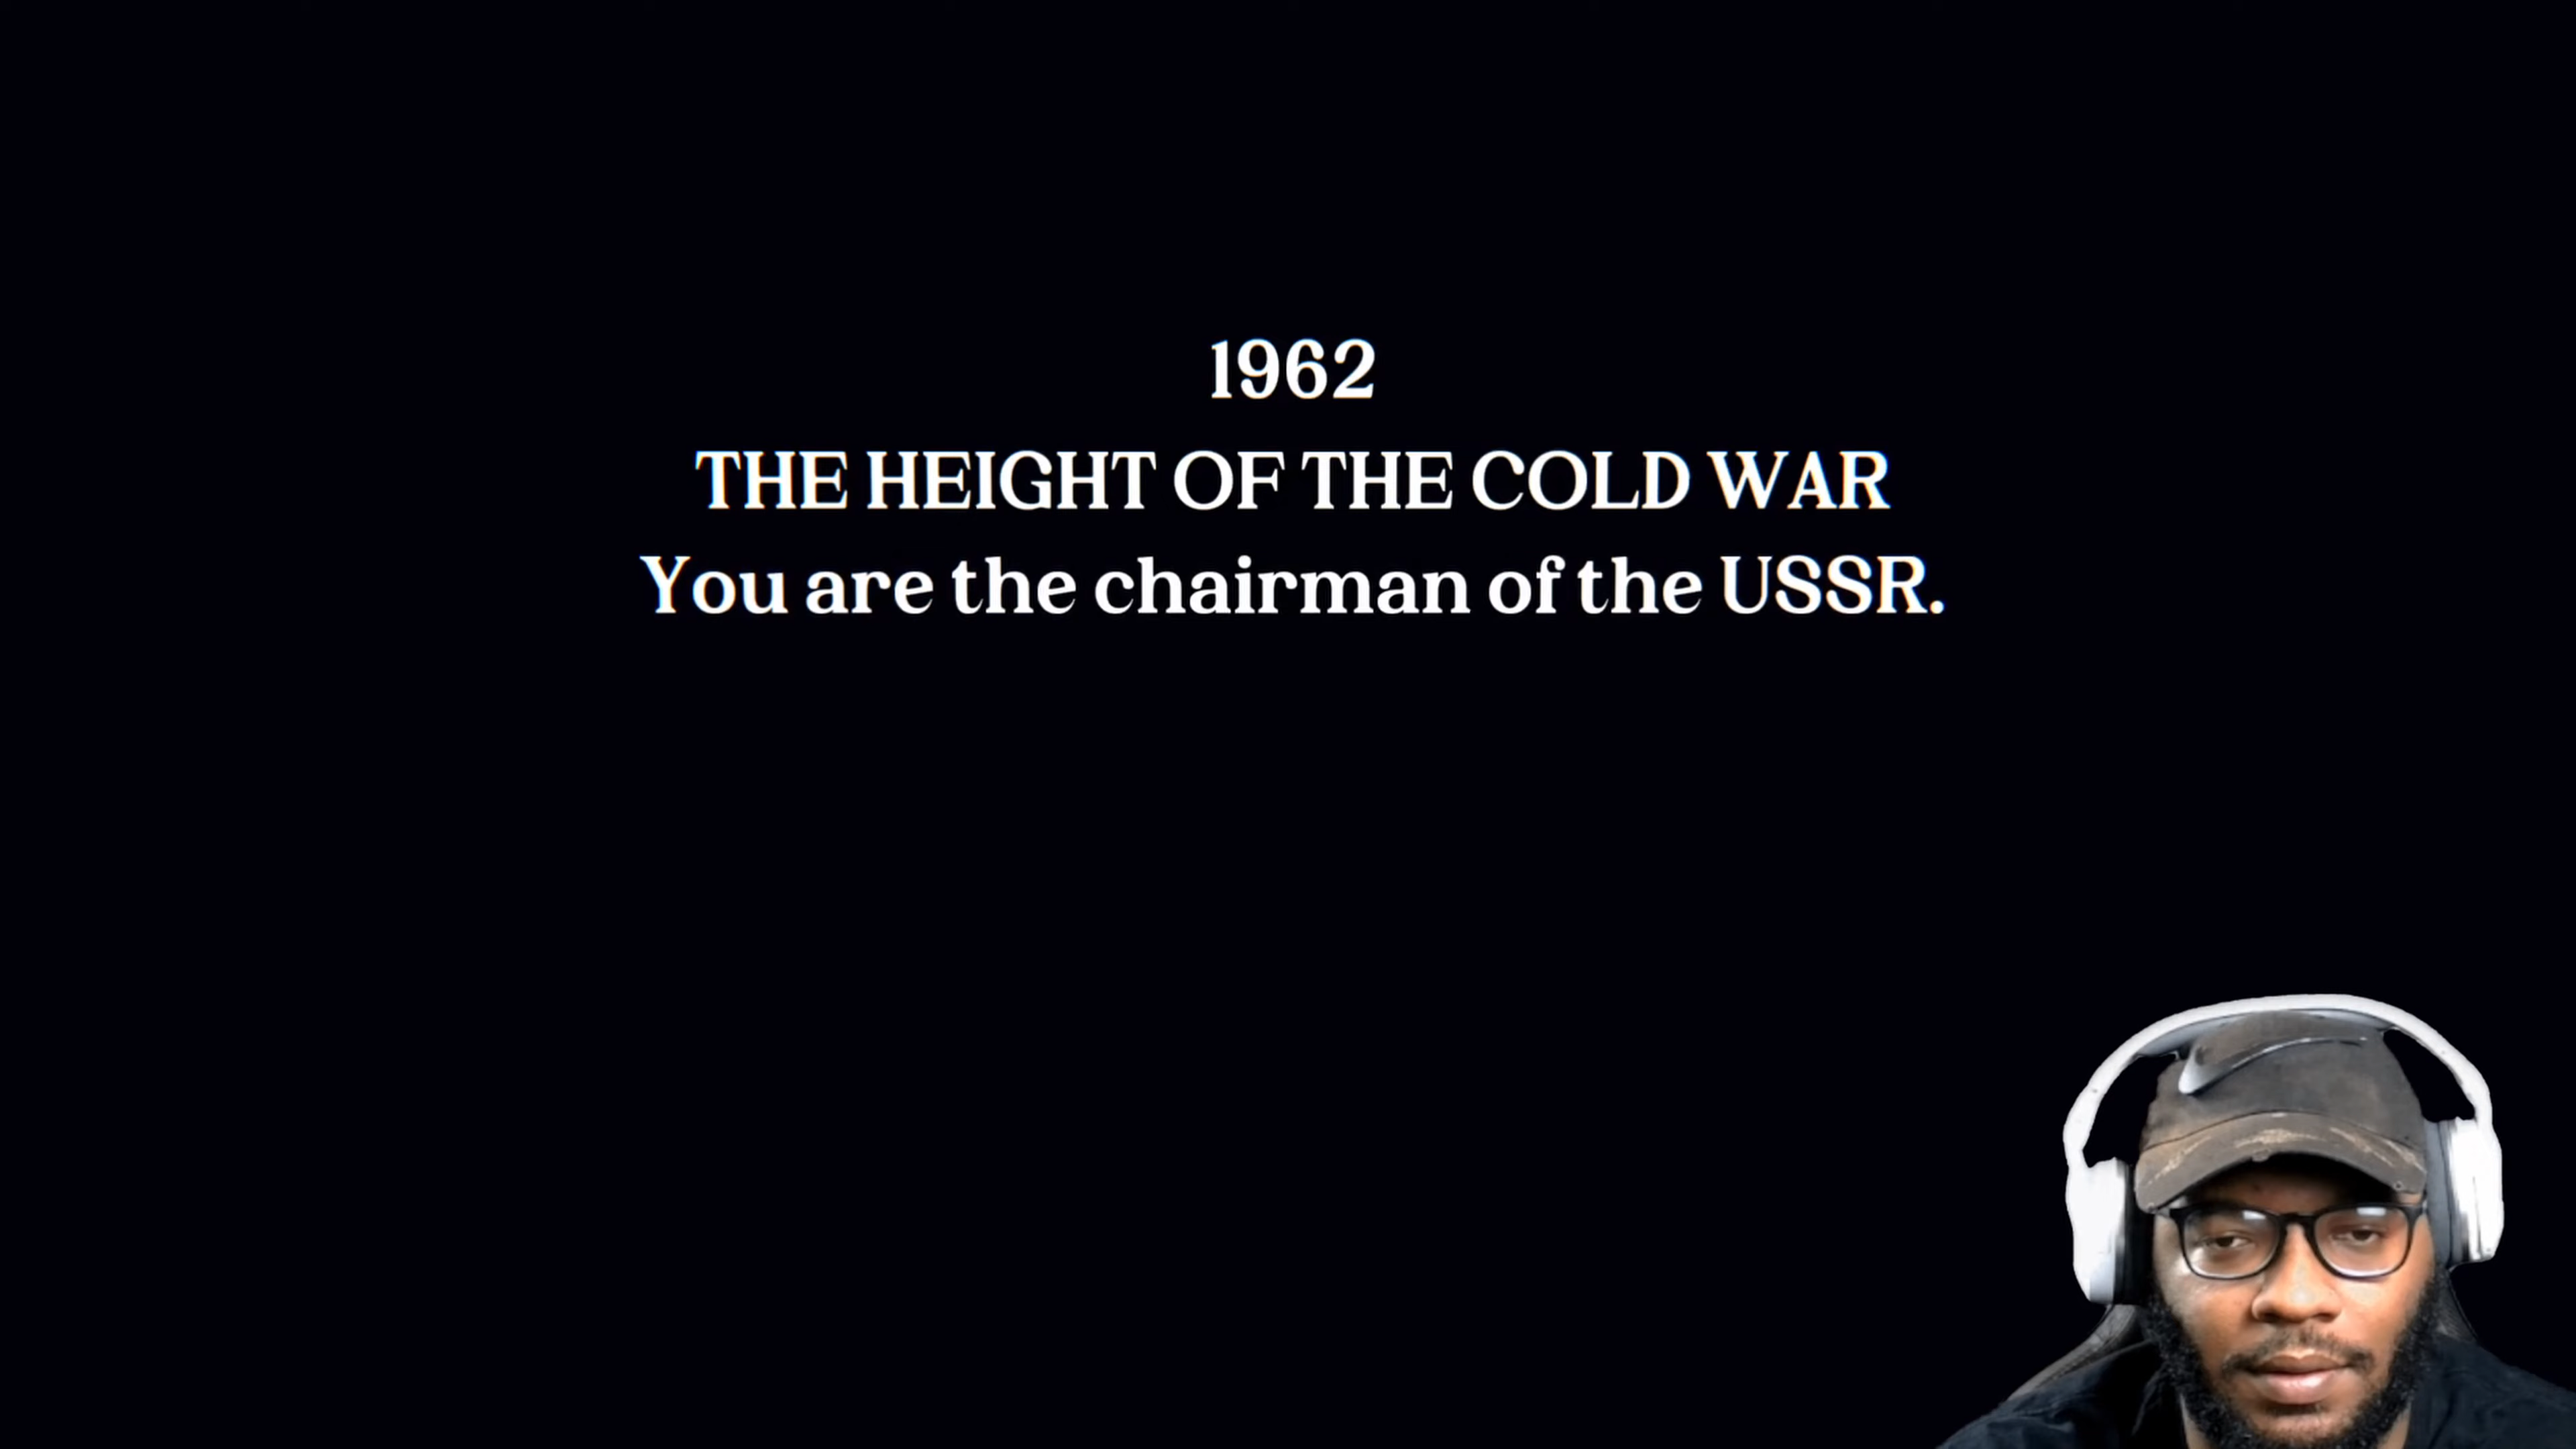 1962
THE HEIGHT OF THE COLD WAR
You are the chairman of the USSR.